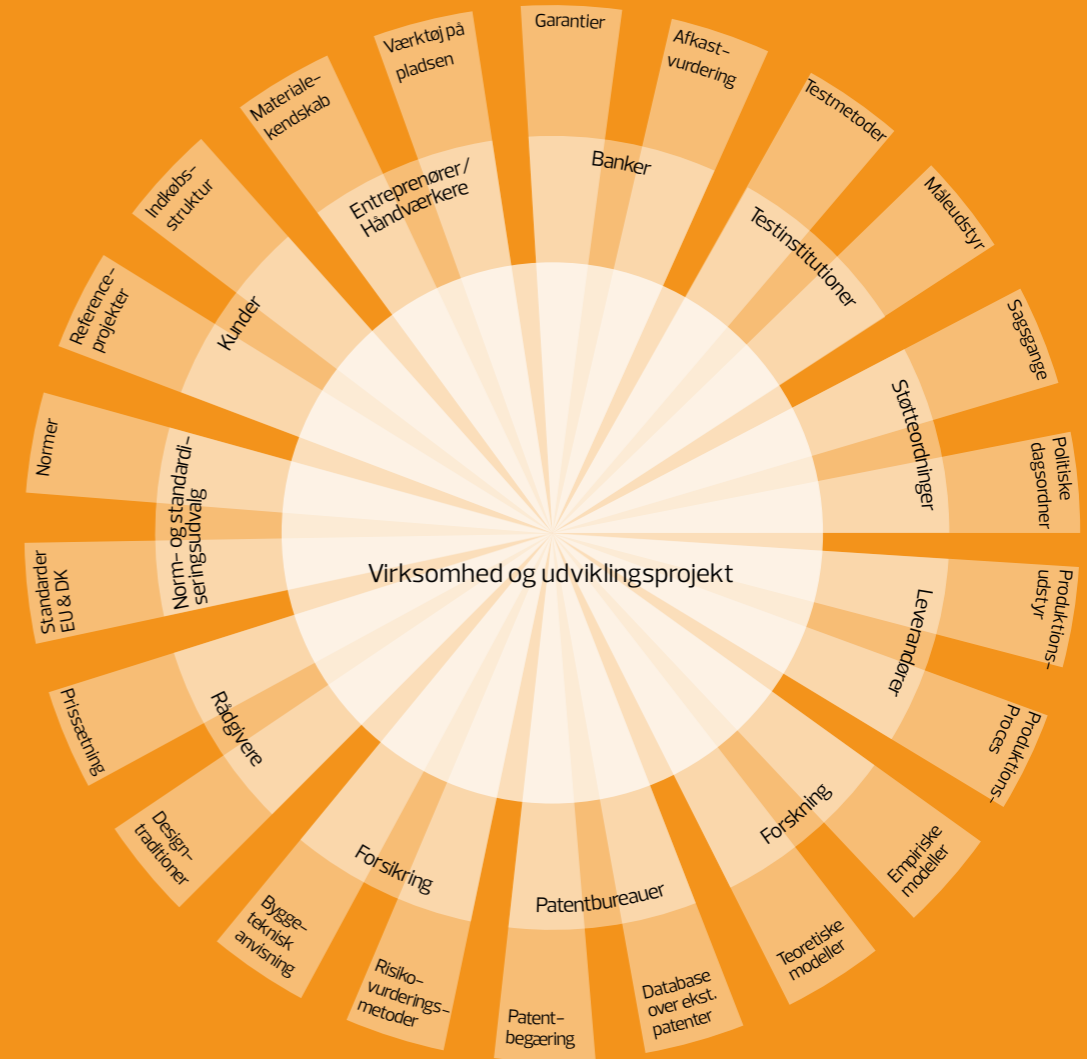 Garantier
Afkast-
vurdering
Banker
Testmetoder
Måleudstyr
Testinstitutioner
Sagsgange
Politiske
dagsordner
Støtteordninger
Produktions-
udstyr
Produktions-
Proces
Leverandører
Empiriske
modeller
Teoretiske
modeller
Forskning
Database
over ekst.
patenter
Patent-
begæring
Patentbureauer
Risiko-
vurderings-
metoder
Bygge-
teknisk
anvisning
Forsikring
Design-
traditioner
Prissætning
Rådgivere
Standarder
EU & DK
Normer
Norm- og standardi-
seringsudvalg
Reference-
projekter
Indkøbs-
struktur
Kunder
Materiale-
kendskab
Værktøj på
pladsen
Entreprenører/
Håndværkere
Virksomhed og udviklingsprojekt